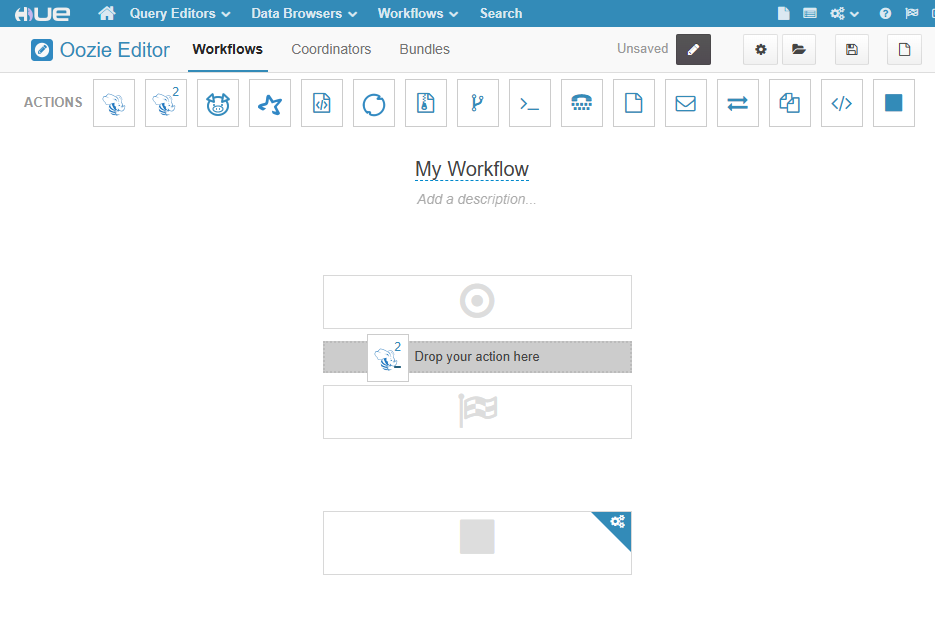 HUE Query Editors Data Browsers Workflows Search
Oozie Editor Workflows Coordinators Bundles Unsaved
ACTIONS 2
My Workflow
Add a description...
2 Drop your action here